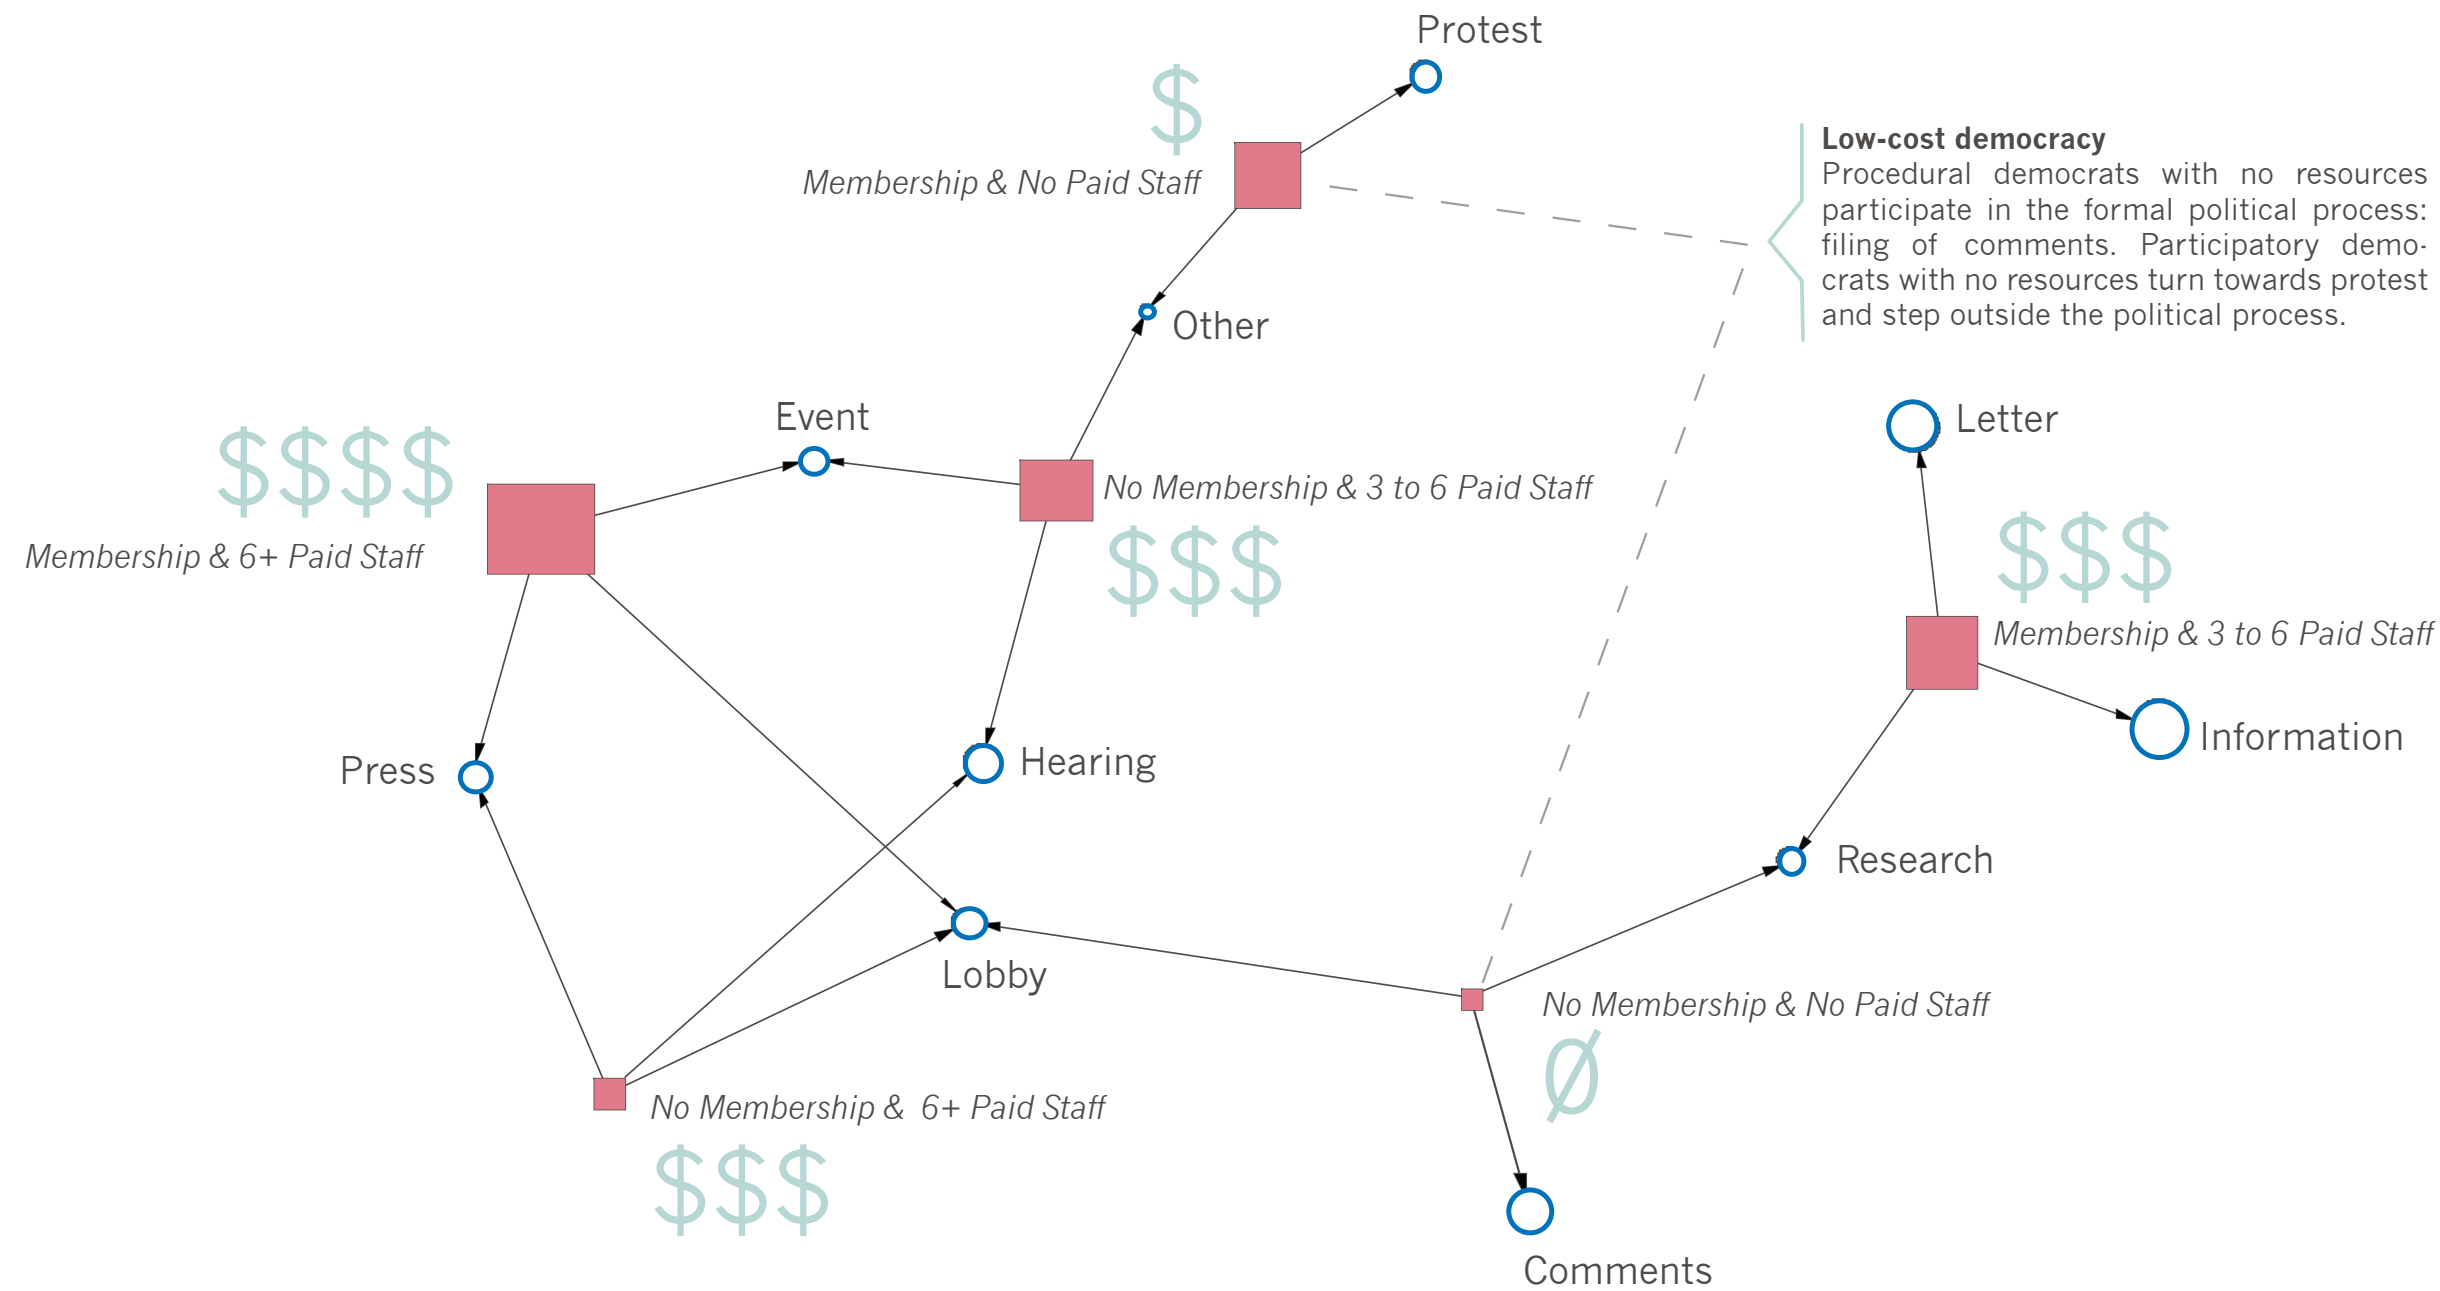 Protest
$
Membership & No Paid Staff
Low-cost democracy
Procedural democrats with no resources
participate in the formal political process:
filing of comments. Participatory demo-
crats with no resources turn towards protest
and step outside the political process.
Other
Event
Letter
$$$$
No Membership & 3 to 6 Paid Staff
$$$
Membership & 6+ Paid Staff
$$$
Membership & 3 to 6 Paid Staff
Information
Press
Hearing
Research
Lobby
No Membership & No Paid Staff
Ø
No Membership & 6+ Paid Staff
$$$
Comments